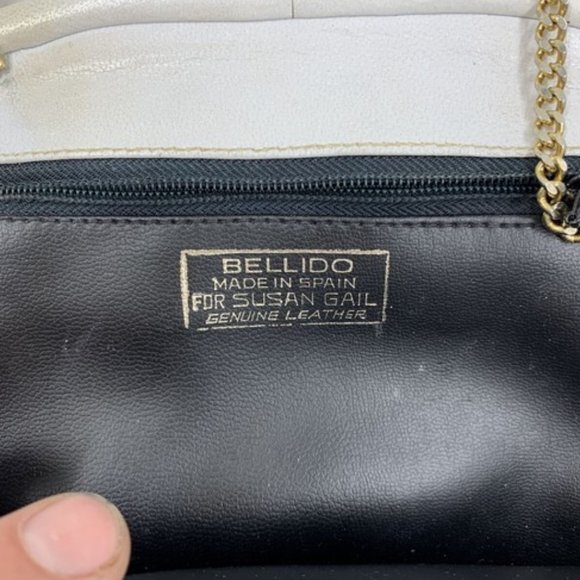 BELLIDO
MADE IN SPAIN
FOR SUSAN GAIL
GENUINE LEATHER